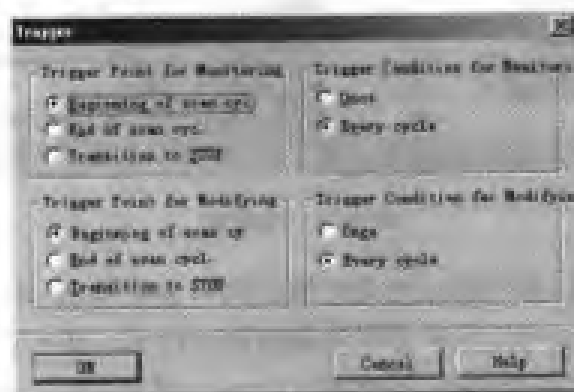 Trigger
Trigger Point for Monitoring
Beginning of scan cyc
End of scan cyc.
Transition to STOP
Trigger Condition for Monitori
Once
Every cycle
Trigger Point for Modifying
Beginning of scan cy
End of scan cycl.
Transition to STOP
Trigger Condition for Modifyin
Once
Every cycle
OK
Cancel
Help